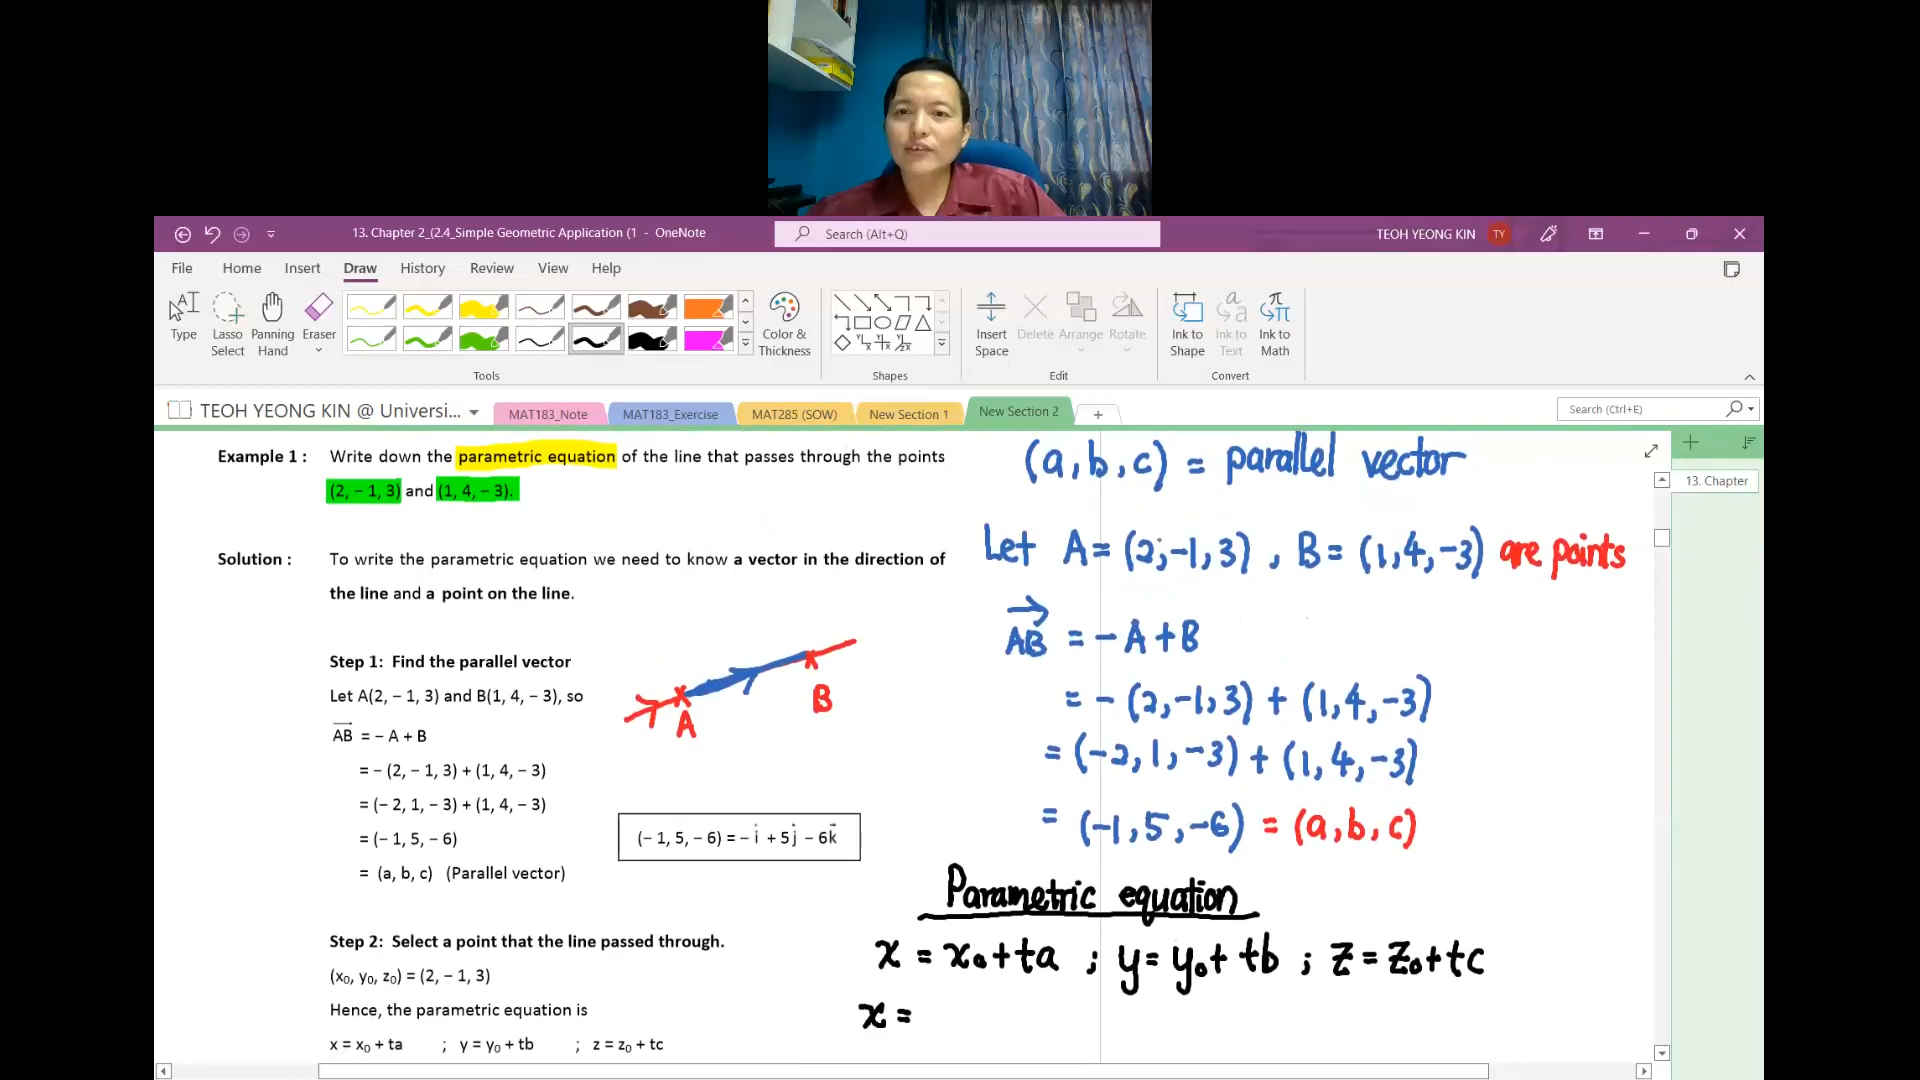 13. Chapter 2_(2.4_Simple Geometric Application (1 - OneNote
Search (Alt+Q)
TEOH YEONG KIN
TY
File Home Insert Draw History Review View Help
Type
Lasso Select
Panning Hand
Eraser
Color & Thickness
Insert Space
Delete
Arrange
Rotate
Ink to Shape
Ink to Text
Ink to Math
Tools
Shapes
Edit
Convert
TEOH YEONG KIN @ Universi...
MAT183_Note
MAT183_Exercise
MAT285 (SOW)
New Section 1
New Section 2
Search (Ctrl+E)
13. Chapter
Example 1 : Write down the parametric equation of the line that passes through the points
(2, − 1, 3) and (1, 4, − 3).
Solution : To write the parametric equation we need to know a vector in the direction of
the line and a point on the line.
Step 1: Find the parallel vector
Let A(2, − 1, 3) and B(1, 4, − 3), so
AB = − A + B
= − (2, − 1, 3) + (1, 4, − 3)
= (− 2, 1, − 3) + (1, 4, − 3)
= (− 1, 5, − 6)
= (a, b, c) (Parallel vector)
A
B
(− 1, 5, − 6) = − i + 5j − 6k
Step 2: Select a point that the line passed through.
(x₀, y₀, z₀) = (2, − 1, 3)
Hence, the parametric equation is
x = x₀ + ta ; y = y₀ + tb ; z = z₀ + tc
(a, b, c) = parallel vector
Let A = (2, -1, 3) , B = (1, 4, -3) are points
AB = - A + B
= - (2, -1, 3) + (1, 4, -3)
= (-2, 1, -3) + (1, 4, -3)
= (-1, 5, -6) = (a, b, c)
Parametric equation
x = x₀ + ta ; y = y₀ + tb ; z = z₀ + tc
x =